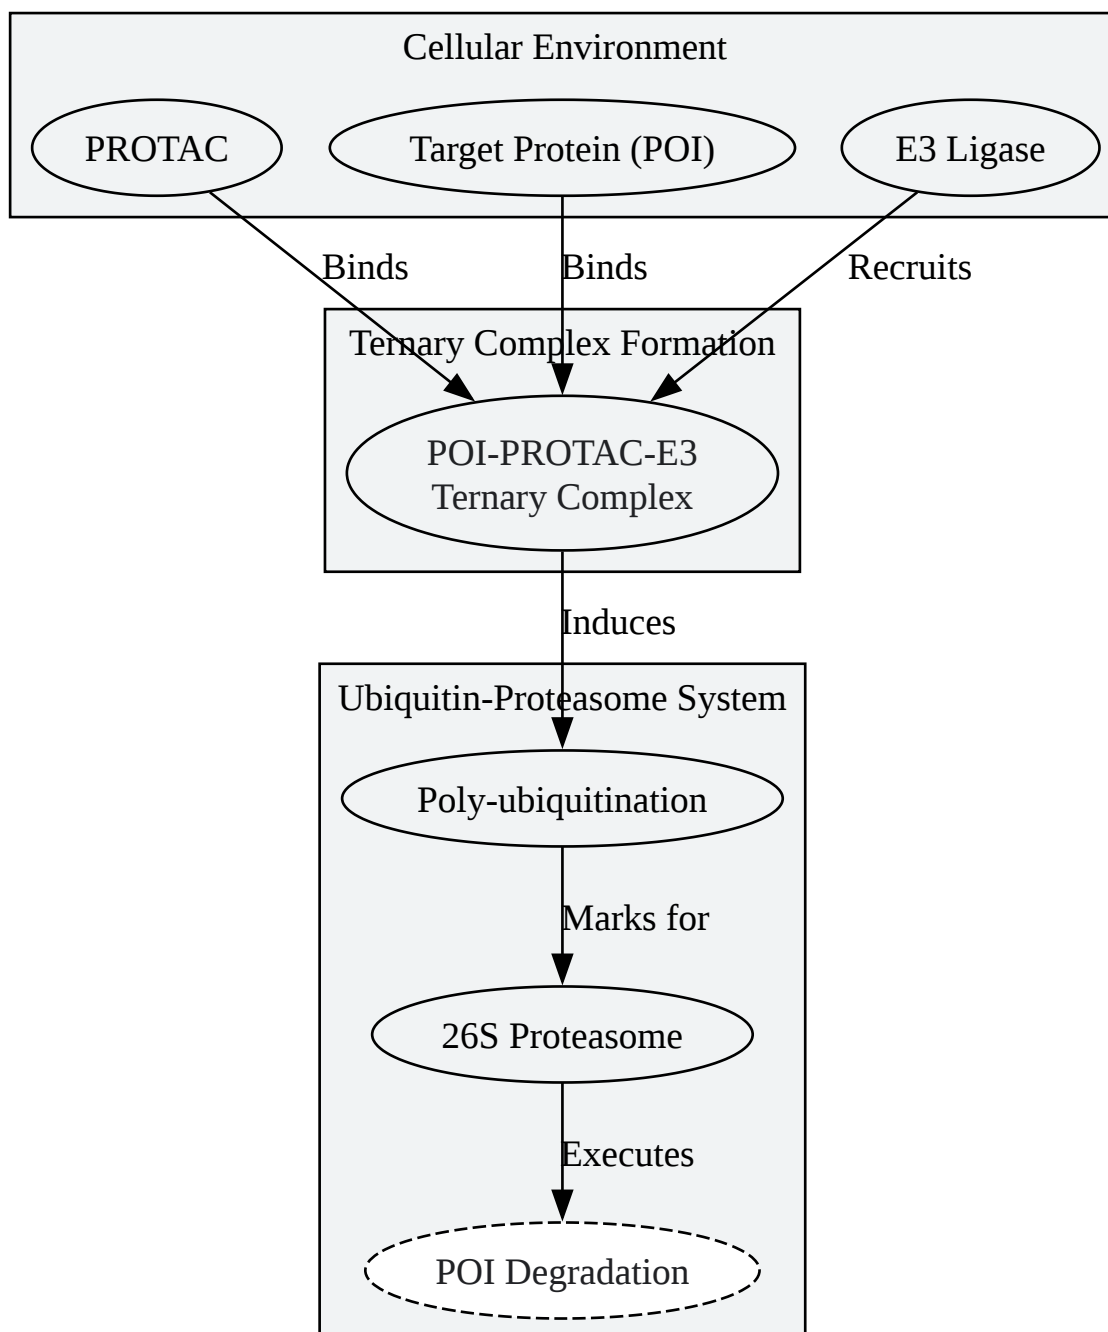 Cellular Environment
PROTAC
Target Protein (POI)
E3 Ligase
Binds
Binds
Recruits
Ternary Complex Formation
POI-PROTAC-E3
Ternary Complex
Induces
Ubiquitin-Proteasome System
Poly-ubiquitination
Marks for
26S Proteasome
Executes
POI Degradation